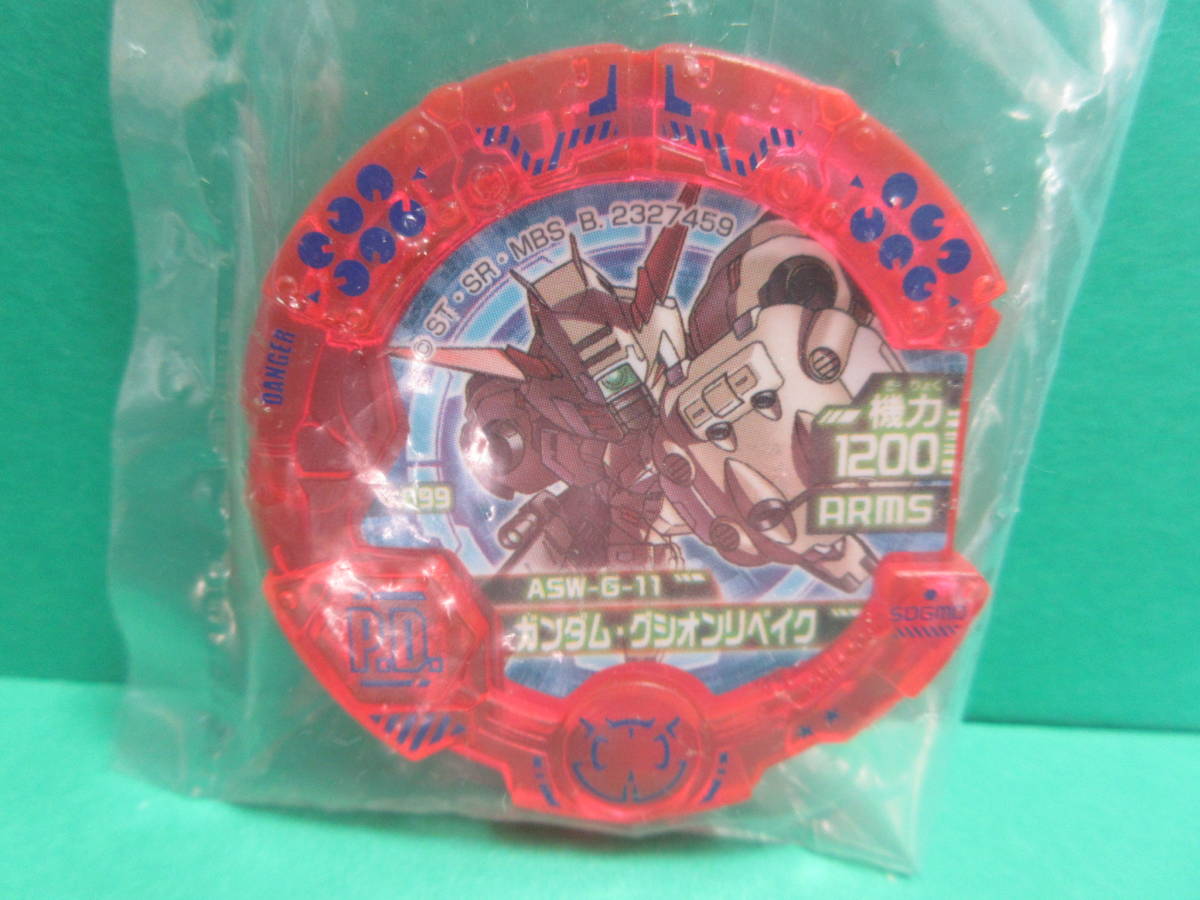 © ST・SR・MBS B. 2327459
DANGER
き りょく
機力
1200
ARMS
099
ASW-G-11
ガンダム・グシオンリベイク
P.D.
SDGMD